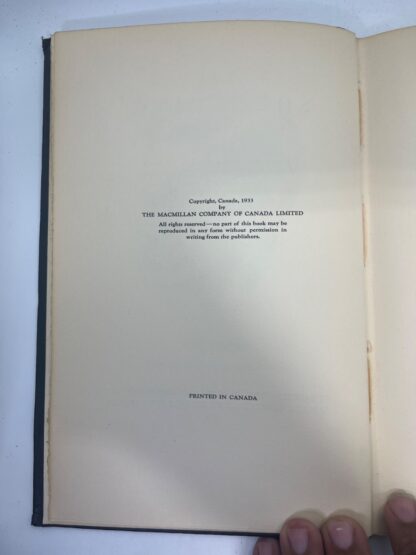 Copyright, Canada, 1933
by
THE MACMILLAN COMPANY OF CANADA LIMITED
All rights reserved—no part of this book may be
reproduced in any form without permission in
writing from the publishers.
PRINTED IN CANADA